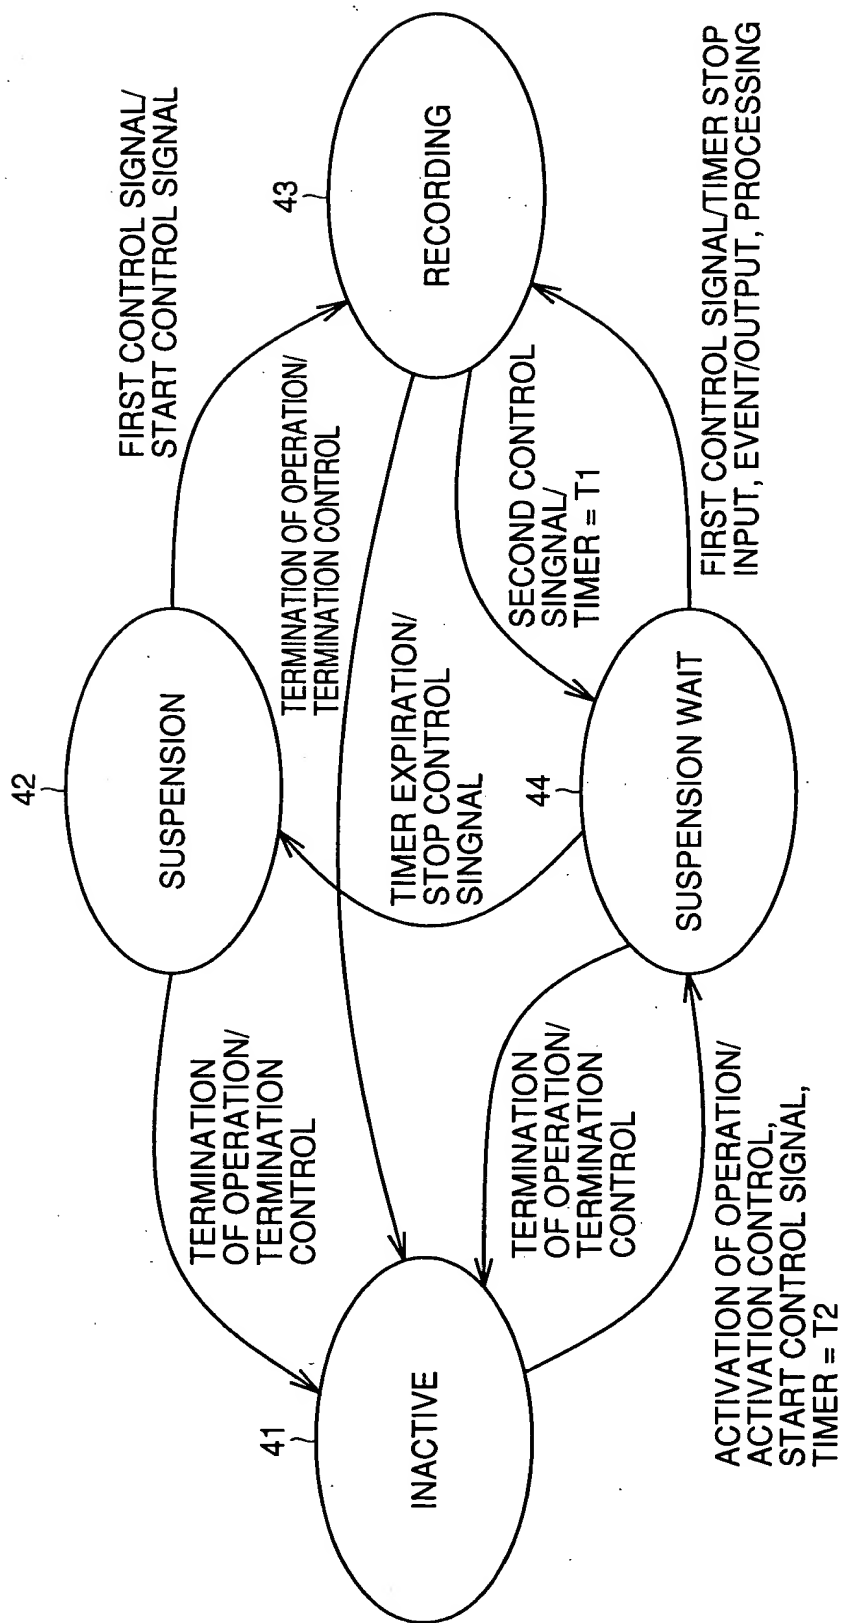 FIRST CONTROL SIGNAL/
START CONTROL SIGNAL
42
SUSPENSION
43
RECORDING
TERMINATION
OF OPERATION/
TERMINATION
CONTROL
TERMINATION OF OPERATION/
TERMINATION CONTROL
41
INACTIVE
TIMER EXPIRATION/
STOP CONTROL
SINGNAL
SECOND CONTROL
SINGNAL/
TIMER = T1
TERMINATION
OF OPERATION/
TERMINATION
CONTROL
44
SUSPENSION WAIT
ACTIVATION OF OPERATION/
ACTIVATION CONTROL,
START CONTROL SIGNAL,
TIMER = T2
FIRST CONTROL SIGNAL/TIMER STOP
INPUT, EVENT/OUTPUT, PROCESSING